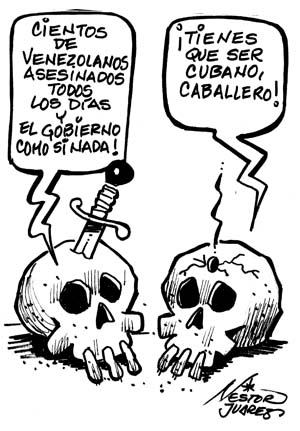 CIENTOS
DE
VENEZOLANOS
ASESINADOS
TODOS
LOS DÍAS
Y
EL GOBIERNO
COMO SI NADA!
¡TIENES
QUE SER
CUBANO,
CABALLERO!
NESTOR
JUAREZ